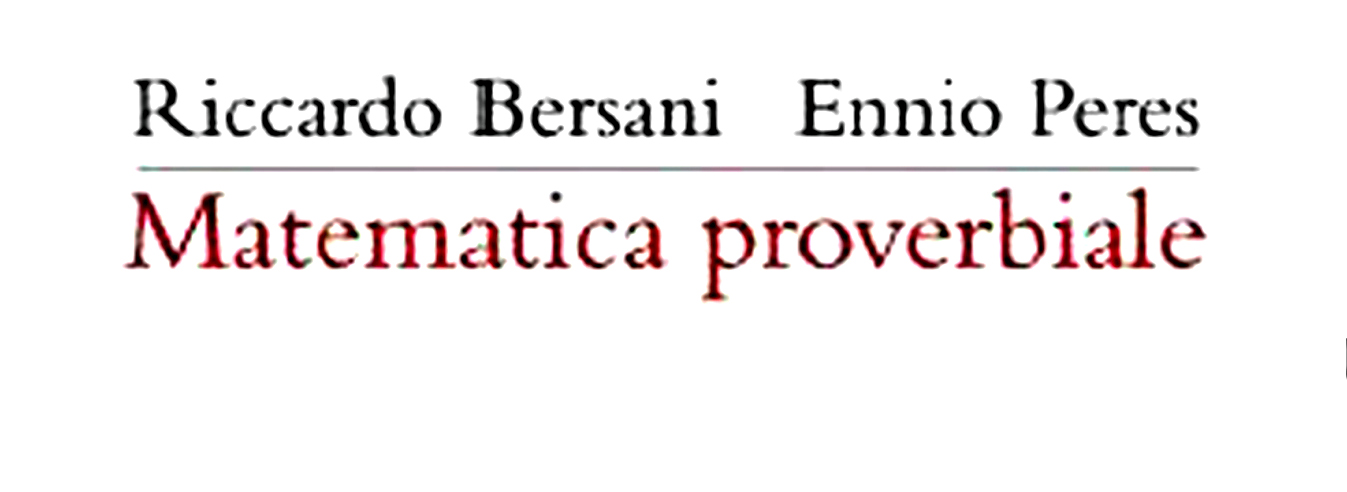 Riccardo Bersani Ennio Peres
Matematica proverbiale